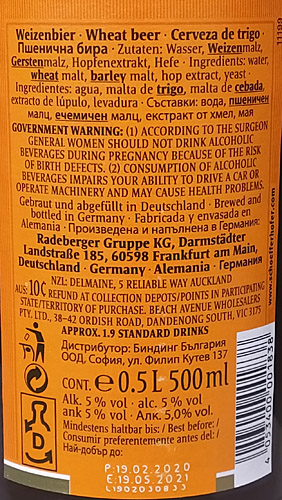 Weizenbier · Wheat beer · Cerveza de trigo ·
Пшенична бира · Zutaten: Wasser, Weizenmalz,
Gerstenmalz, Hopfenextrakt, Hefe · Ingredients: water,
wheat malt, barley malt, hop extract, yeast ·
Ingredientes: agua, malta de trigo, malta de cebada,
extracto de lúpulo, levadura · Съставки: вода, пшеничен
малц, ечемичен малц, екстракт от хмел, мая
GOVERNMENT WARNING: (1) ACCORDING TO THE SURGEON
GENERAL WOMEN SHOULD NOT DRINK ALCOHOLIC
BEVERAGES DURING PREGNANCY BECAUSE OF THE RISK
OF BIRTH DEFECTS. (2) CONSUMPTION OF ALCOHOLIC
BEVERAGES IMPAIRS YOUR ABILITY TO DRIVE A CAR OR
OPERATE MACHINERY AND MAY CAUSE HEALTH PROBLEMS.
Gebraut und abgefüllt in Deutschland · Brewed and
bottled in Germany · Fabricada y envasada en
Alemania · Произведена и напълнена в Германия:
Radeberger Gruppe KG, Darmstädter
Landstraße 185, 60598 Frankfurt am Main,
Deutschland · Germany · Alemania · Германия
NZL: DELMAINE, 5 RELIABLE WAY AUCKLAND
AUS: 10¢ REFUND AT COLLECTION DEPOTS/POINTS IN PARTICIPATING
STATE/TERRITORY OF PURCHASE. BEACH AVENUE WHOLESALERS
PTY. LTD., 38-42 ORDISH ROAD, DANDENONG SOUTH, VIC 3175
APPROX. 1.9 STANDARD DRINKS
Дистрибутор: Биндинг България
ООД, София, ул. Филип Кутев 137
CONT. e 0.5 L 500 ml
Alk. 5 % vol · alc. 5 % vol
ank 5 % vol · Алк. 5,0% vol.
Mindestens haltbar bis: / Best before: /
Consumir preferentemente antes del:
Най-добър до:
P:19.02.2020
E:19.05.2021
D
www.schoefferhofer.com
4 053400 001838